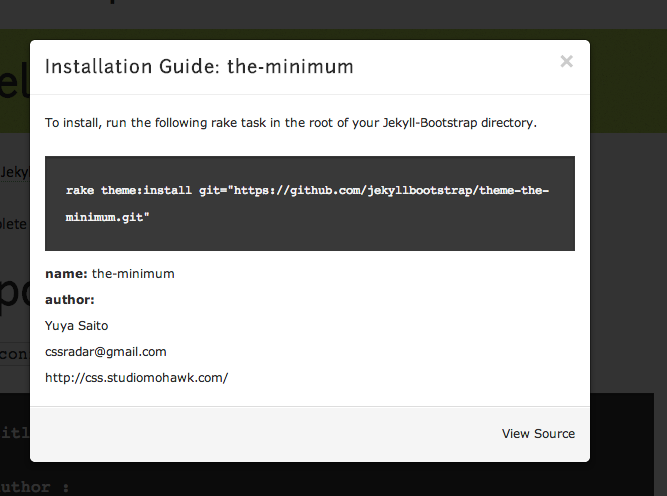 Installation Guide: the-minimum
×
To install, run the following rake task in the root of your Jekyll-Bootstrap directory.
rake theme:install git="https://github.com/jekyllbootstrap/theme-the-
minimum.git"
name: the-minimum
author:
Yuya Saito
cssradar@gmail.com
http://css.studiomohawk.com/
View Source